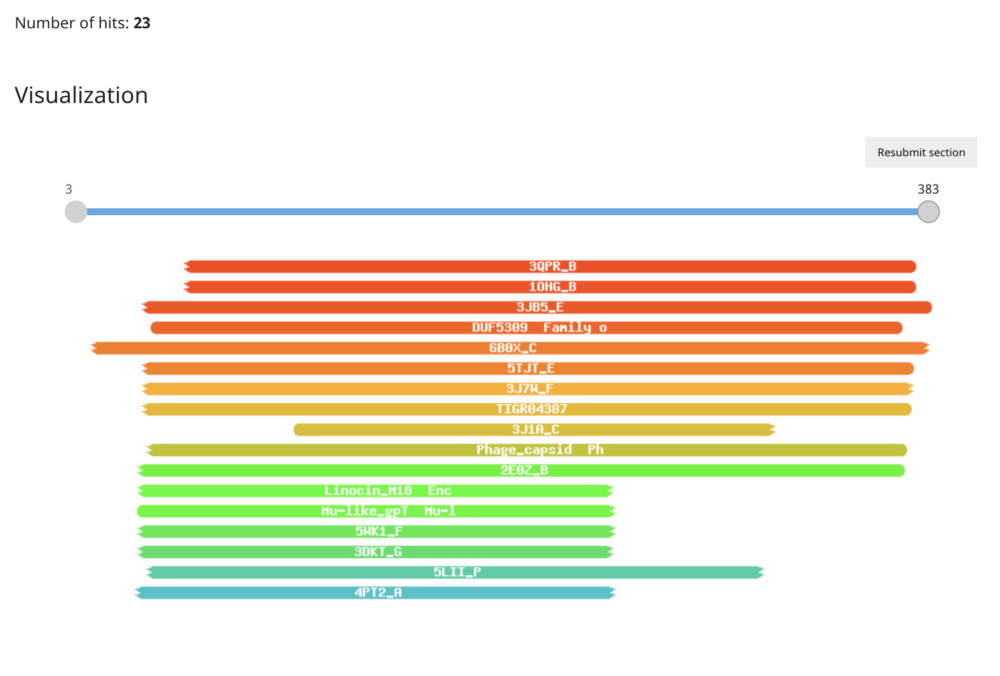 Number of hits: 23
Visualization
Resubmit section
3 383
3QPR_B
1OHG_B
3JB5_E
DUF5309  Family o
6B0X_C
5TJT_E
3J7W_F
TIGR04387
3J1A_C
Phage_capsid  Ph
2E0Z_B
Linocin_M18  Enc
Mu-like_gpT  Mu-l
5WK1_F
3DKT_G
5LII_P
4PT2_A